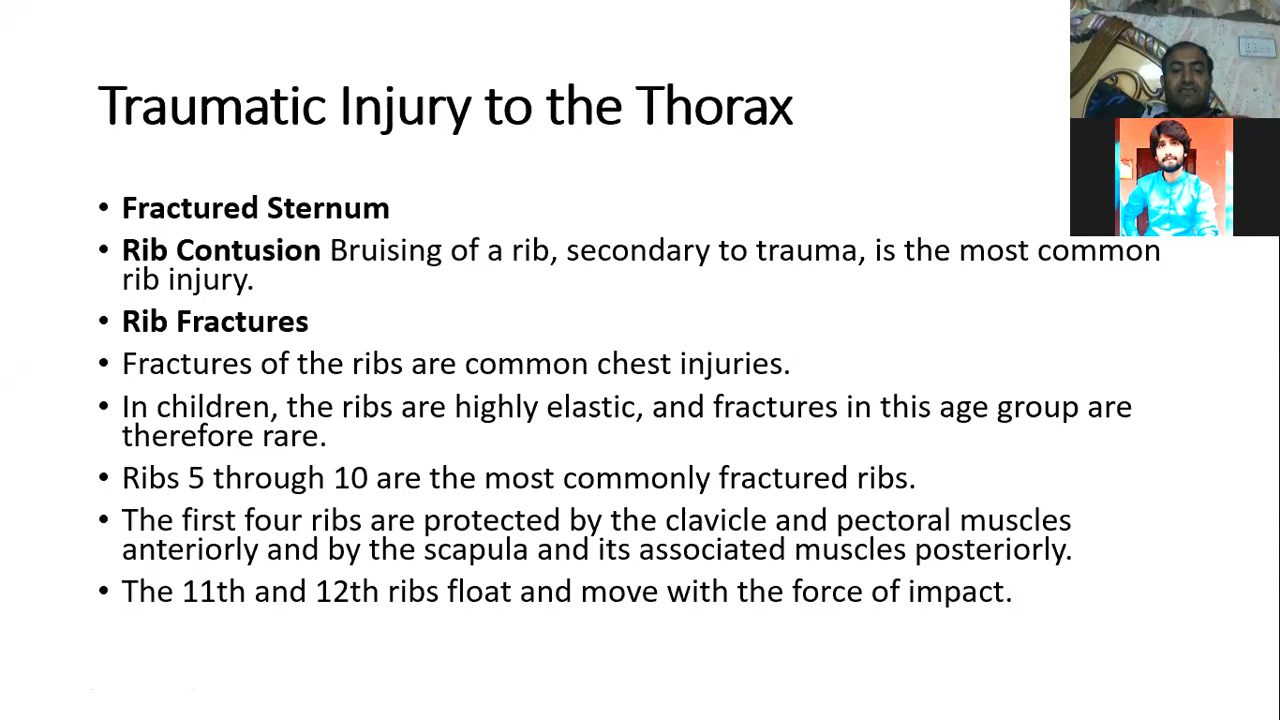 Traumatic Injury to the Thorax
• Fractured Sternum
• Rib Contusion Bruising of a rib, secondary to trauma, is the most common
rib injury.
• Rib Fractures
• Fractures of the ribs are common chest injuries.
• In children, the ribs are highly elastic, and fractures in this age group are
therefore rare.
• Ribs 5 through 10 are the most commonly fractured ribs.
• The first four ribs are protected by the clavicle and pectoral muscles
anteriorly and by the scapula and its associated muscles posteriorly.
• The 11th and 12th ribs float and move with the force of impact.